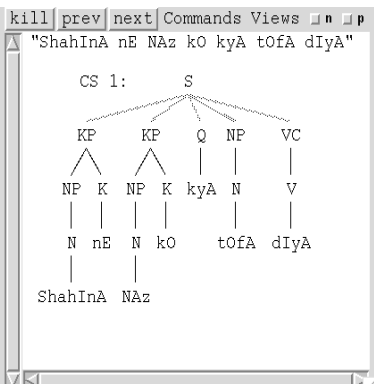 kill prev next Commands Views n p
"ShahInA nE NAz kO kyA tOfA dIyA"
CS 1: S
KP KP Q NP VC
NP K NP K kyA N V
N nE N kO tOfA dIyA
ShahInA NAz